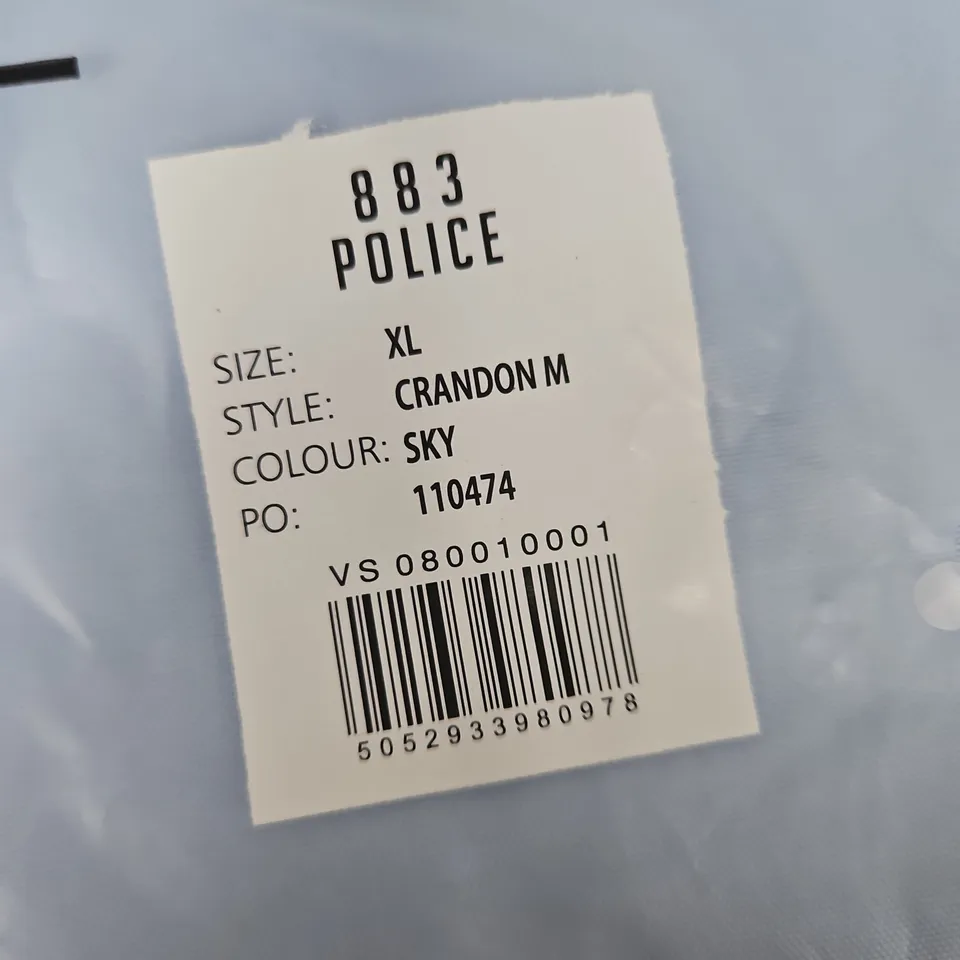 883
POLICE
SIZE: XL
STYLE: CRANDON M
COLOUR: SKY
PO: 110474
VS 080010001
5052933980978